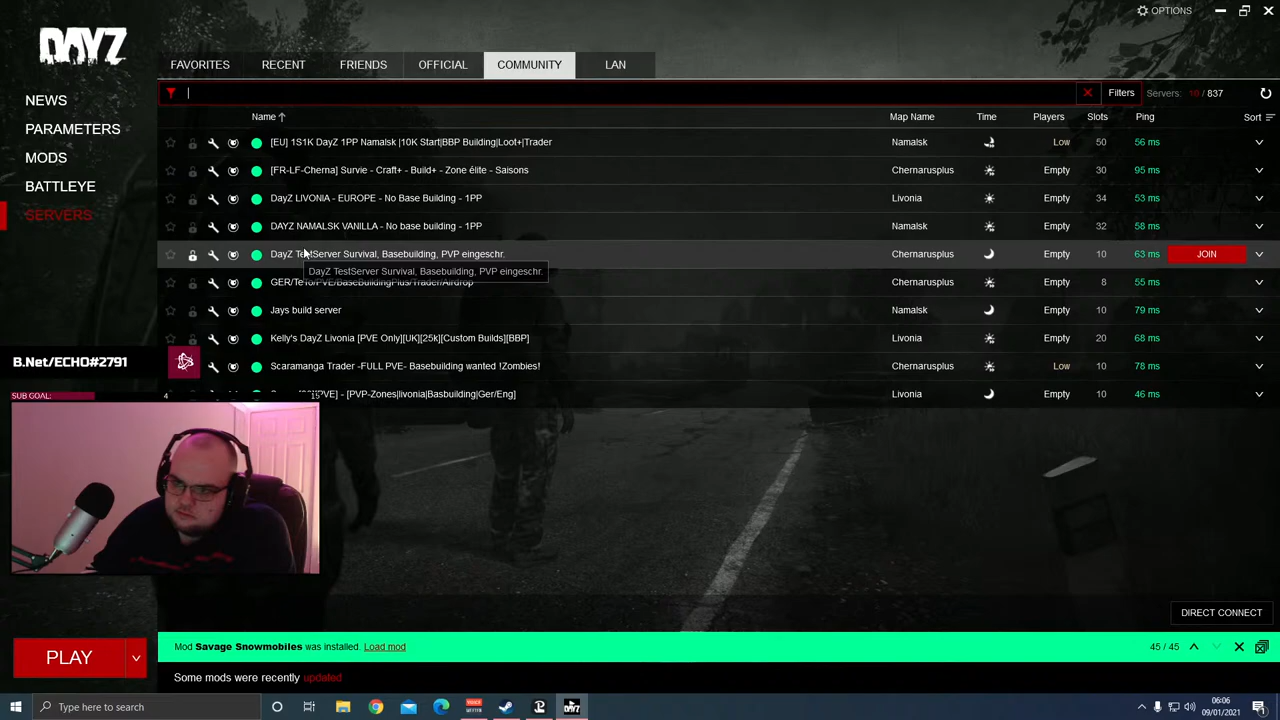 OPTIONS
DAYZ
FAVORITES RECENT FRIENDS OFFICIAL COMMUNITY LAN
NEWS
PARAMETERS
MODS
BATTLEYE
SERVERS
Filters Servers: 10 / 837
Name Map Name Time Players Slots Ping Sort
[EU] 1S1K DayZ 1PP Namalsk |10K Start|BBP Building|Loot+|Trader Namalsk Low 50 56 ms
[FR-LF-Cherna] Survie - Craft+ - Build+ - Zone élite - Saisons Chernarusplus Empty 30 95 ms
DayZ LIVONIA - EUROPE - No Base Building - 1PP Livonia Empty 34 53 ms
DAYZ NAMALSK VANILLA - No base building - 1PP Namalsk Empty 32 58 ms
DayZ TestServer Survival, Basebuilding, PVP eingeschr. Chernarusplus Empty 10 63 ms JOIN
DayZ TestServer Survival, Basebuilding, PVP eingeschr.
GER/TeTo/PVE/BaseBuildingPlus/Trader/Airdrop Chernarusplus Empty 8 55 ms
Jays build server Chernarusplus Empty 10 79 ms
Kelly's DayZ Livonia [PVE Only][UK][25k][Custom Builds][BBP] Livonia Empty 20 68 ms
Scaramanga Trader -FULL PVE- Basebuilding wanted !Zombies! Chernarusplus Low 10 78 ms
[PVP-Zones|livonia|Basbuilding|Ger/Eng] Livonia Empty 10 46 ms
B.Net/ECHO#2791
SUB GOAL: 4 15
DIRECT CONNECT
PLAY
Mod Savage Snowmobiles was installed. Load mod 45 / 45
Some mods were recently updated
Type here to search
06:06
09/01/2021